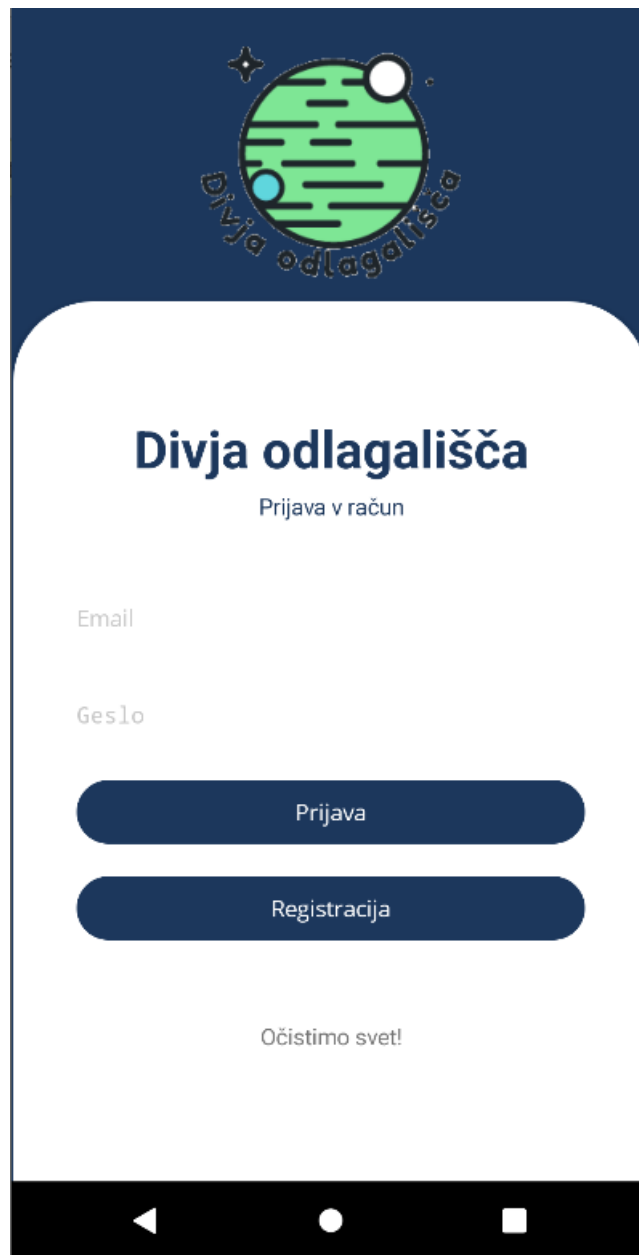 Divja odlagališča
Divja odlagališča
Prijava v račun
Email
Geslo
Prijava
Registracija
Očistimo svet!